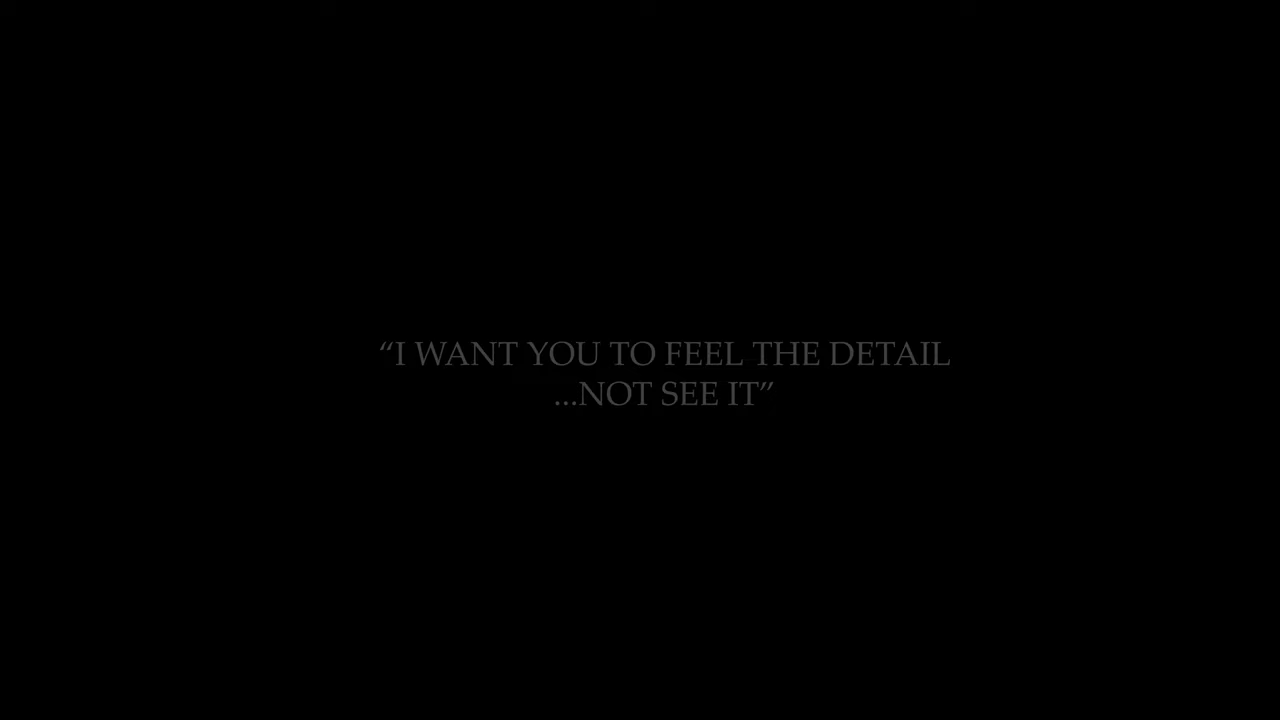 “I WANT YOU TO FEEL THE DETAIL
...NOT SEE IT”